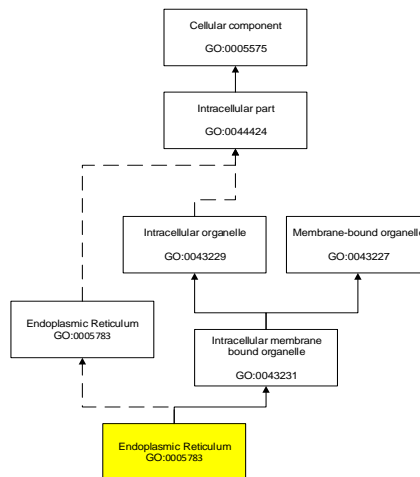 Cellular component
GO:0005575
Intracellular part
GO:0044424
Intracellular organelle
GO:0043229
Membrane-bound organelle
GO:0043227
Endoplasmic Reticulum
GO:0005783
Intracellular membrane
bound organelle
GO:0043231
Endoplasmic Reticulum
GO:0005783